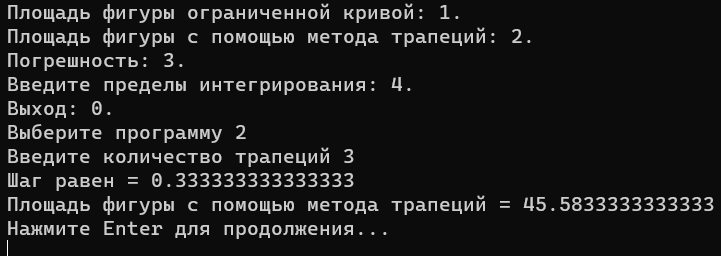 Площадь фигуры ограниченной кривой: 1.
Площадь фигуры с помощью метода трапеций: 2.
Погрешность: 3.
Введите пределы интегрирования: 4.
Выход: 0.
Выберите программу 2
Введите количество трапеций 3
Шаг равен = 0.333333333333333
Площадь фигуры с помощью метода трапеций = 45.5833333333333
Нажмите Enter для продолжения...